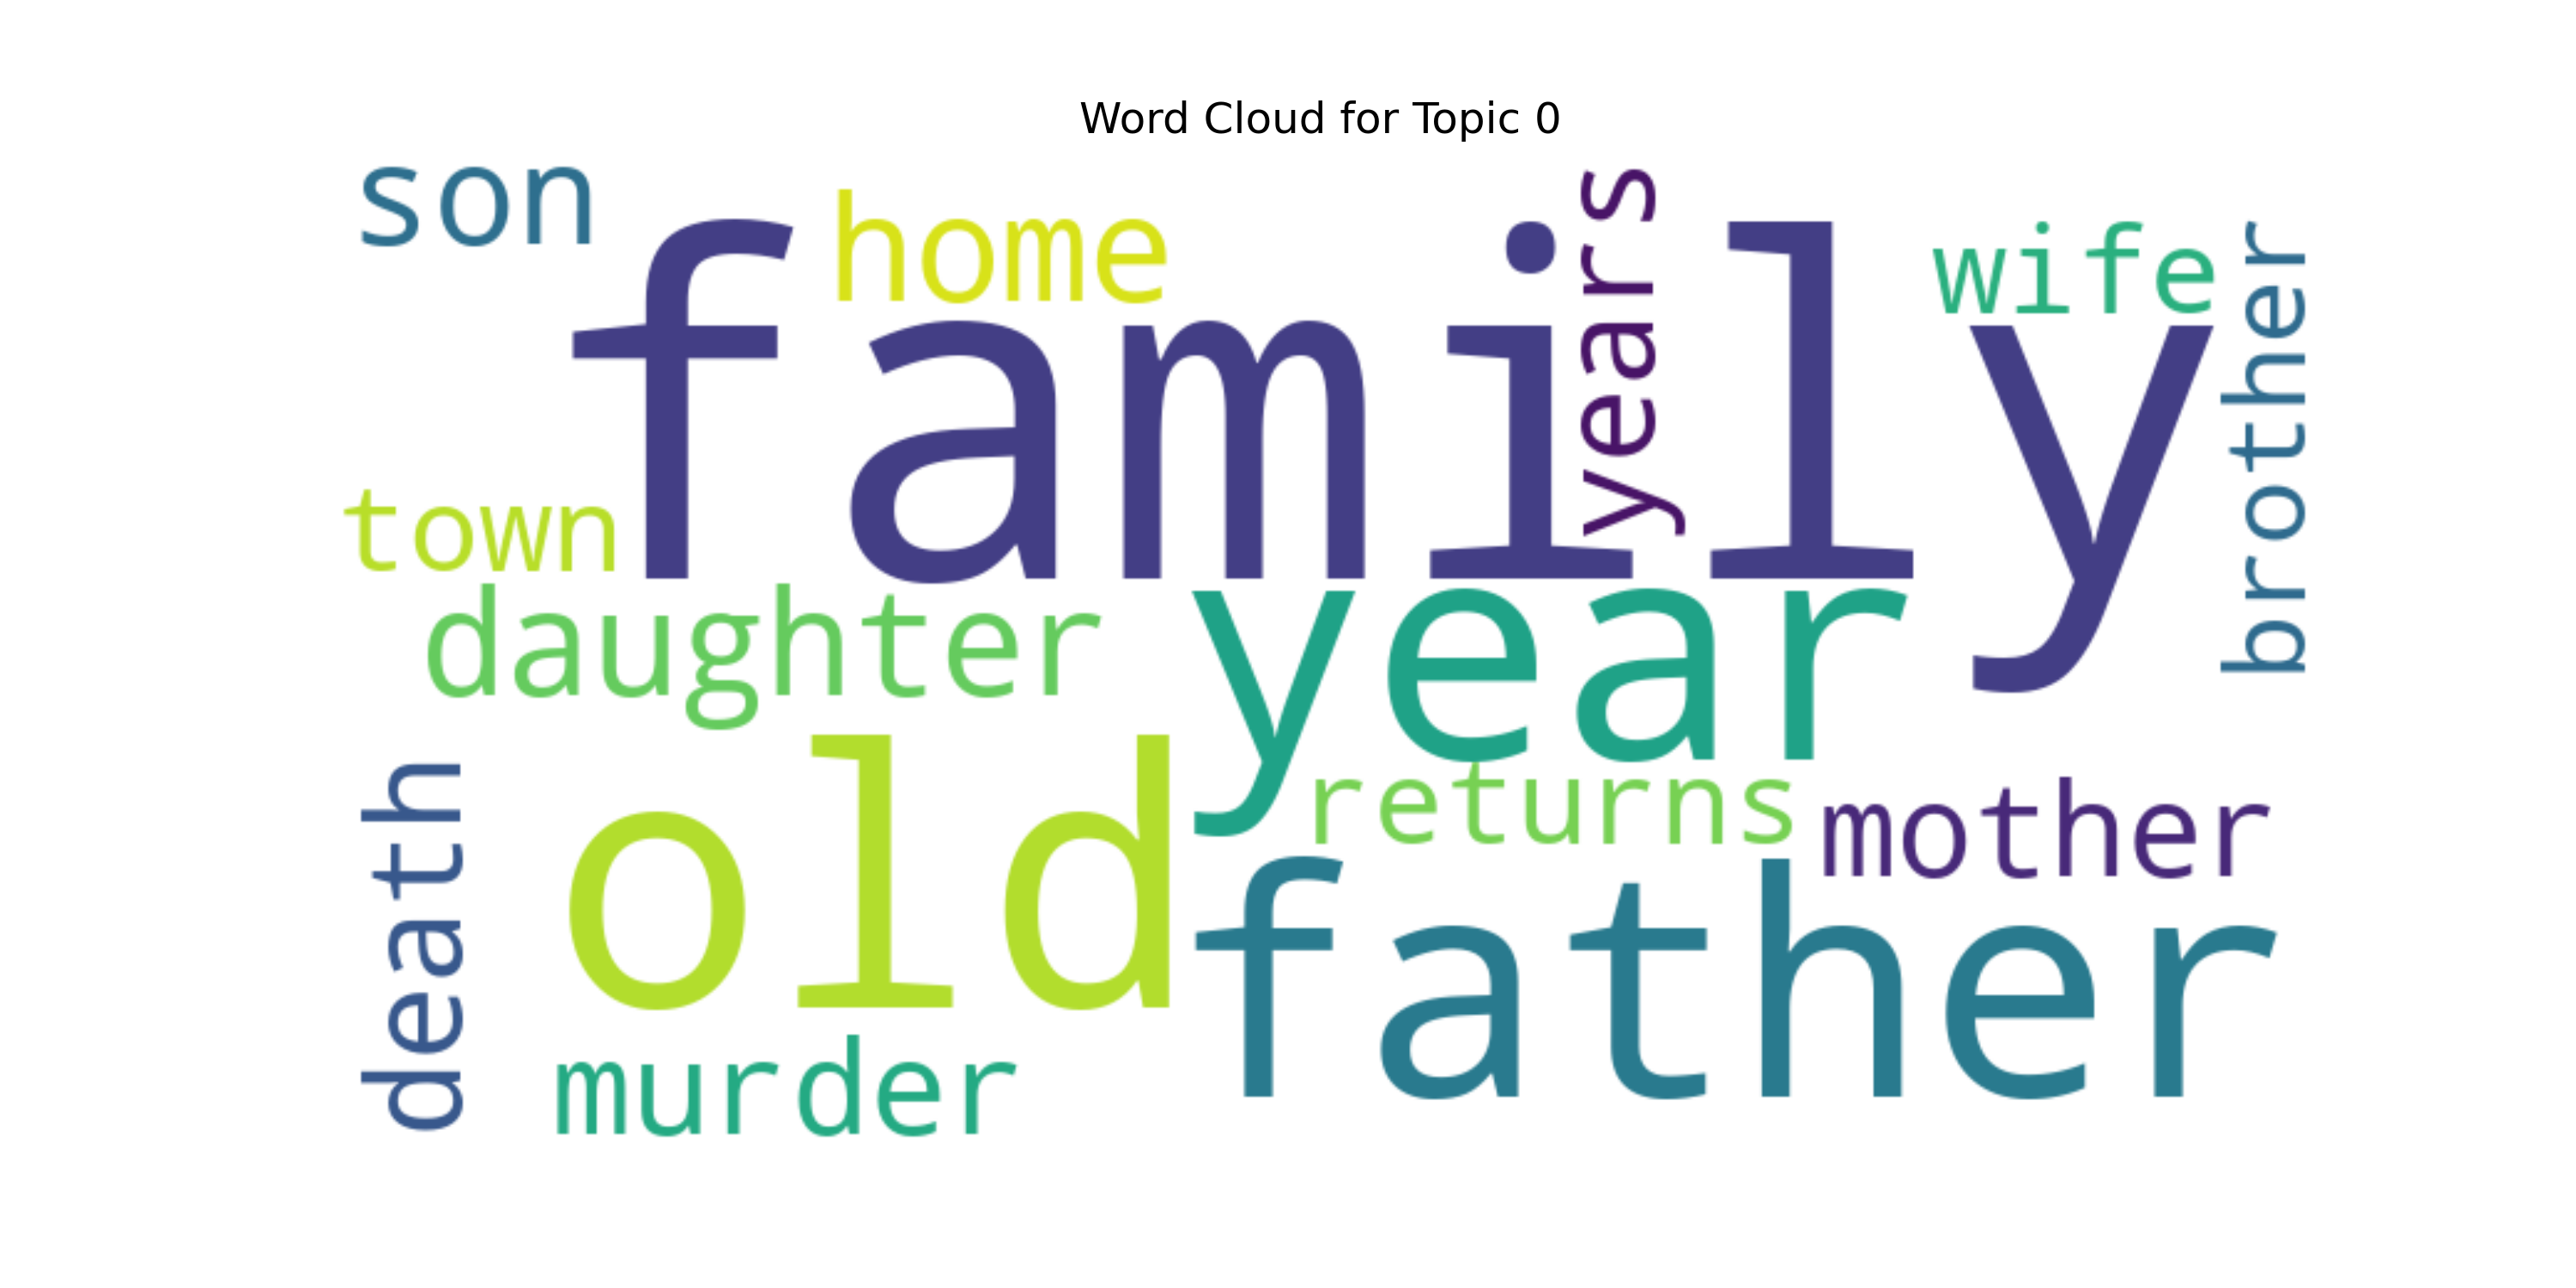 Word Cloud for Topic 0
son
home
years
wife
family
brother
town
daughter
year
old
returns
mother
death
father
murder